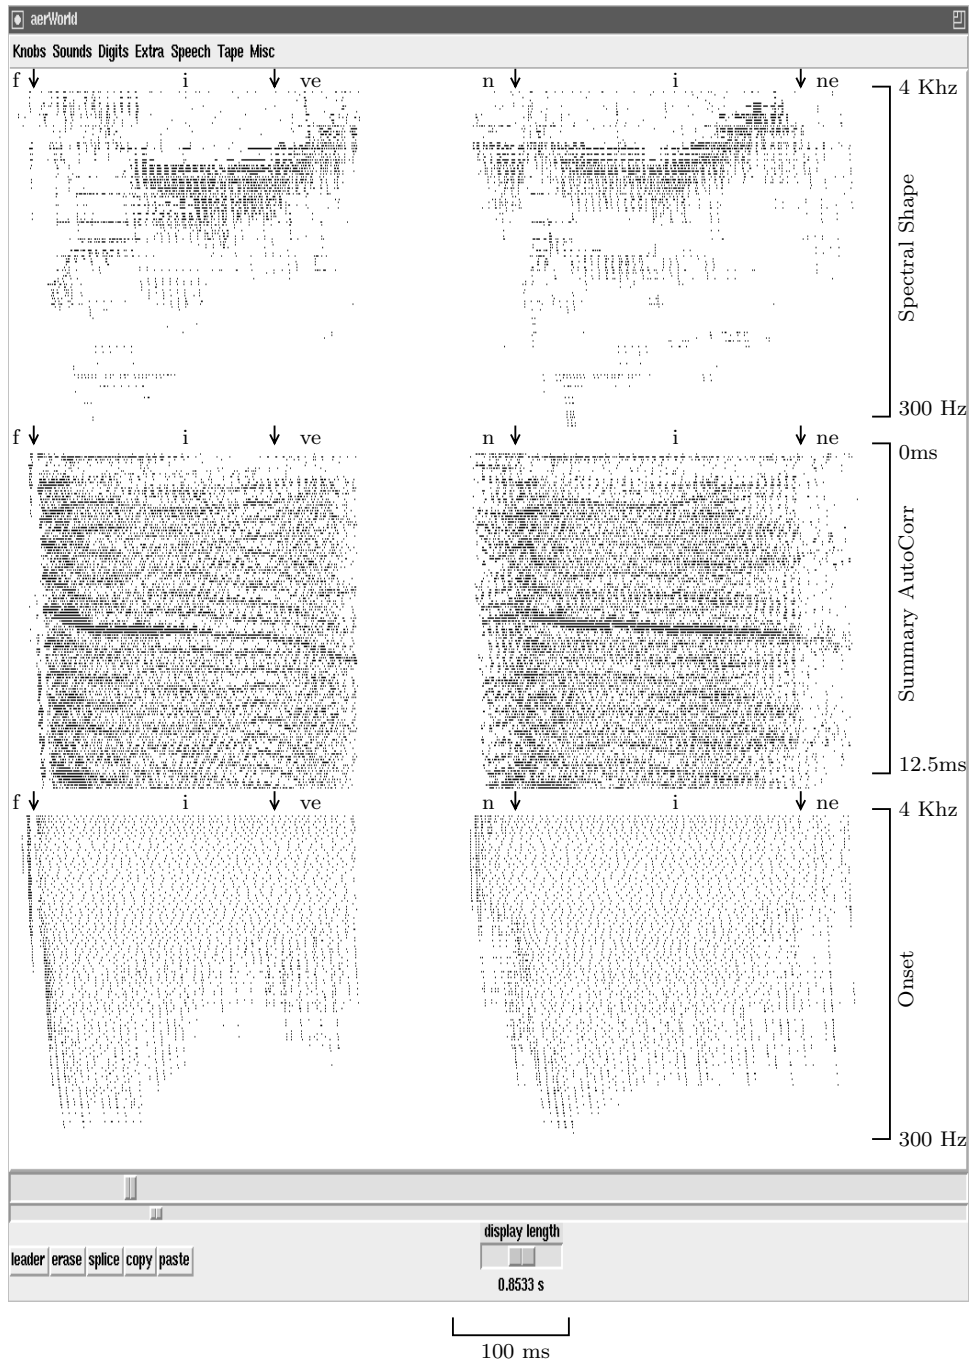 aerWorld
Knobs Sounds Digits Extra Speech Tape Misc
f i ve n i ne 4 Khz
Spectral Shape
300 Hz
f i ve n i ne
0ms
Summary AutoCorr
12.5ms
f i ve n i ne
4 Khz
Onset
300 Hz
display length
leader erase splice copy paste
0.8533 s
100 ms